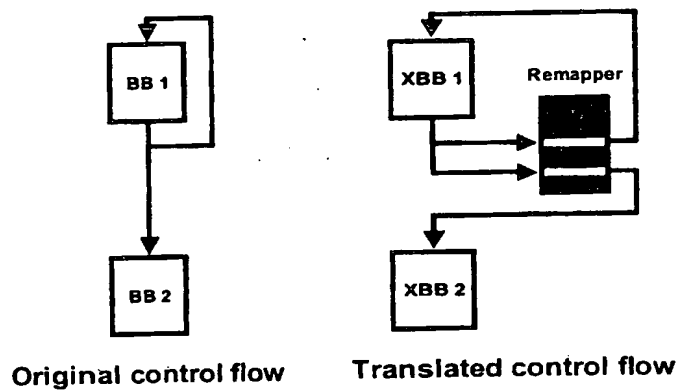 BB 1
BB 2
Original control flow
XBB 1
Remapper
XBB 2
Translated control flow